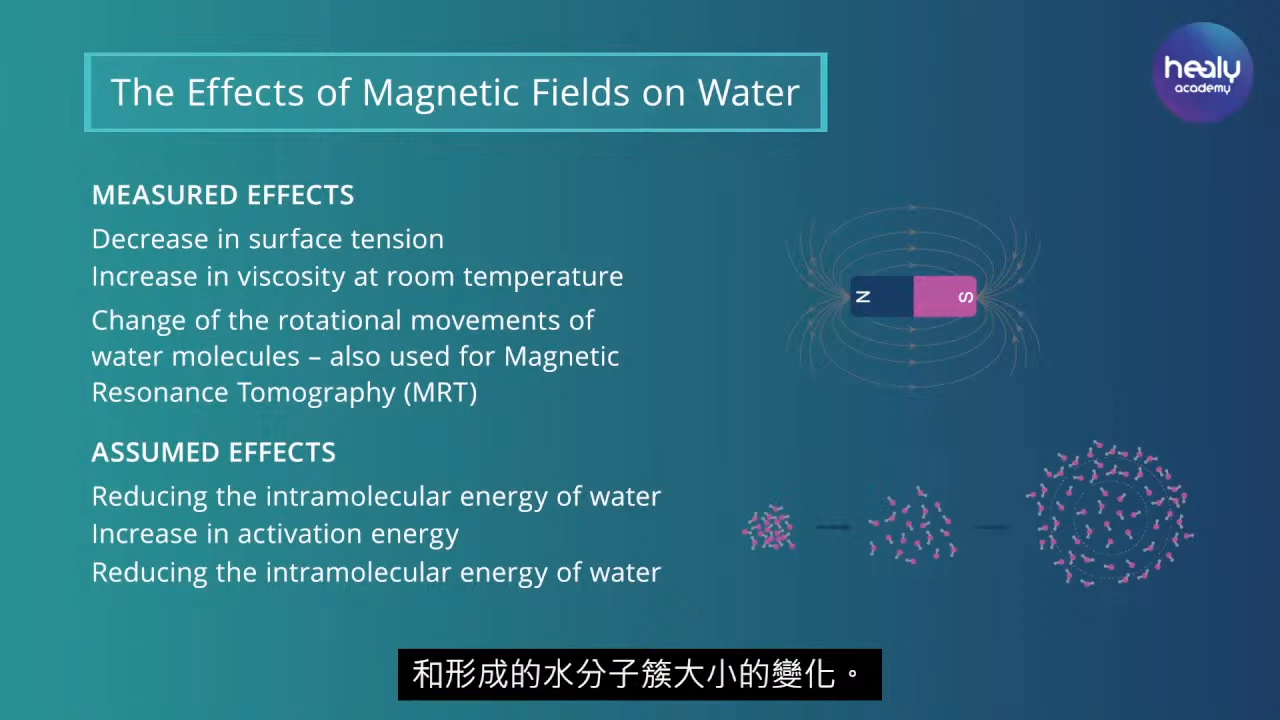 The Effects of Magnetic Fields on Water
healy
academy
MEASURED EFFECTS
Decrease in surface tension
Increase in viscosity at room temperature
Change of the rotational movements of
water molecules – also used for Magnetic
Resonance Tomography (MRT)
N
S
ASSUMED EFFECTS
Reducing the intramolecular energy of water
Increase in activation energy
Reducing the intramolecular energy of water
和形成的水分子簇大小的變化。